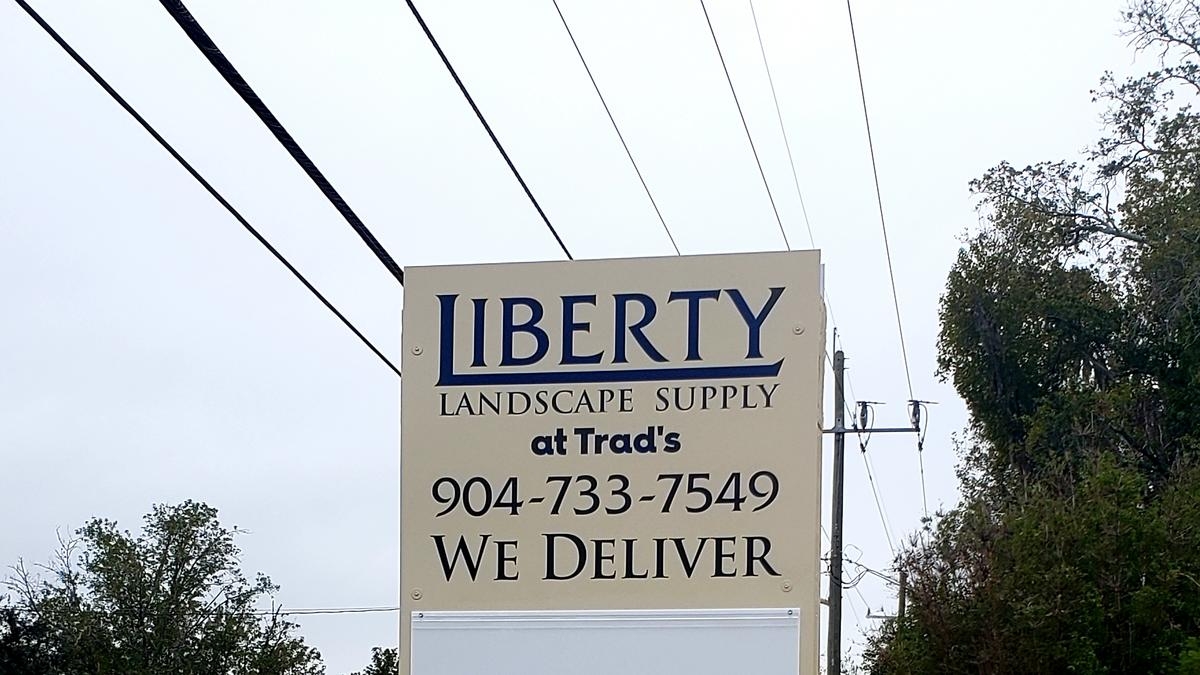 LIBERTY
LANDSCAPE SUPPLY
at Trad's
904-733-7549
WE DELIVER